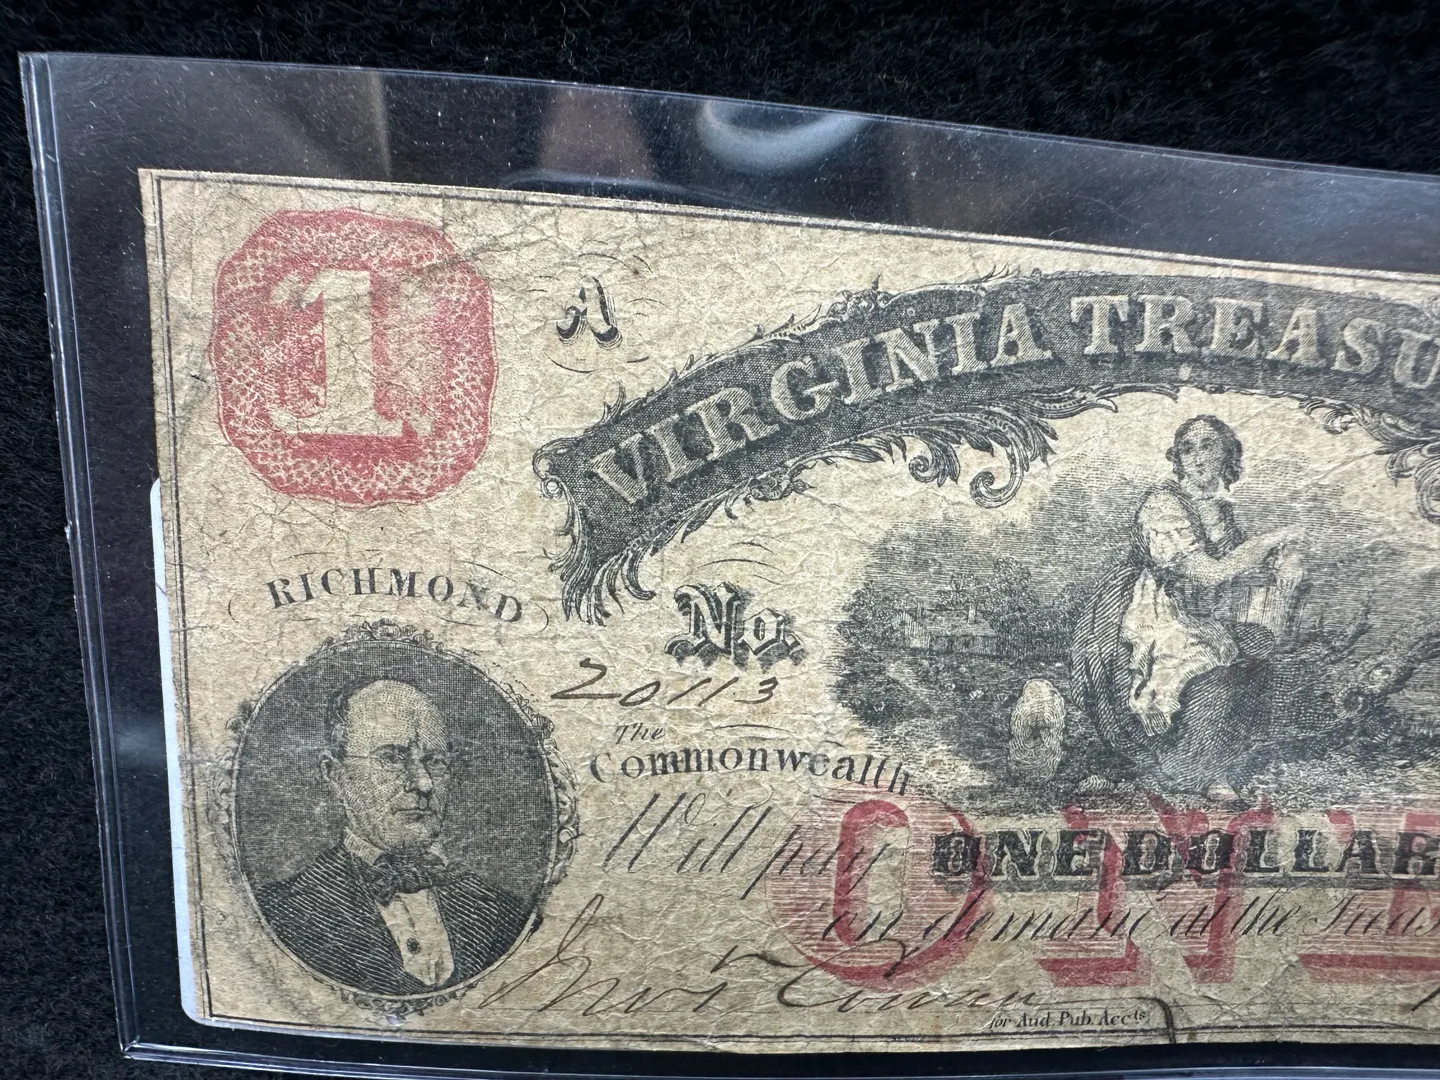 1
A
VIRGINIA TREASU
RICHMOND
No.
20113
The
Commonwealth
Will pay ONE DOLLAR
ONE
on demand at the Treas
for Aud. Pub. Accts